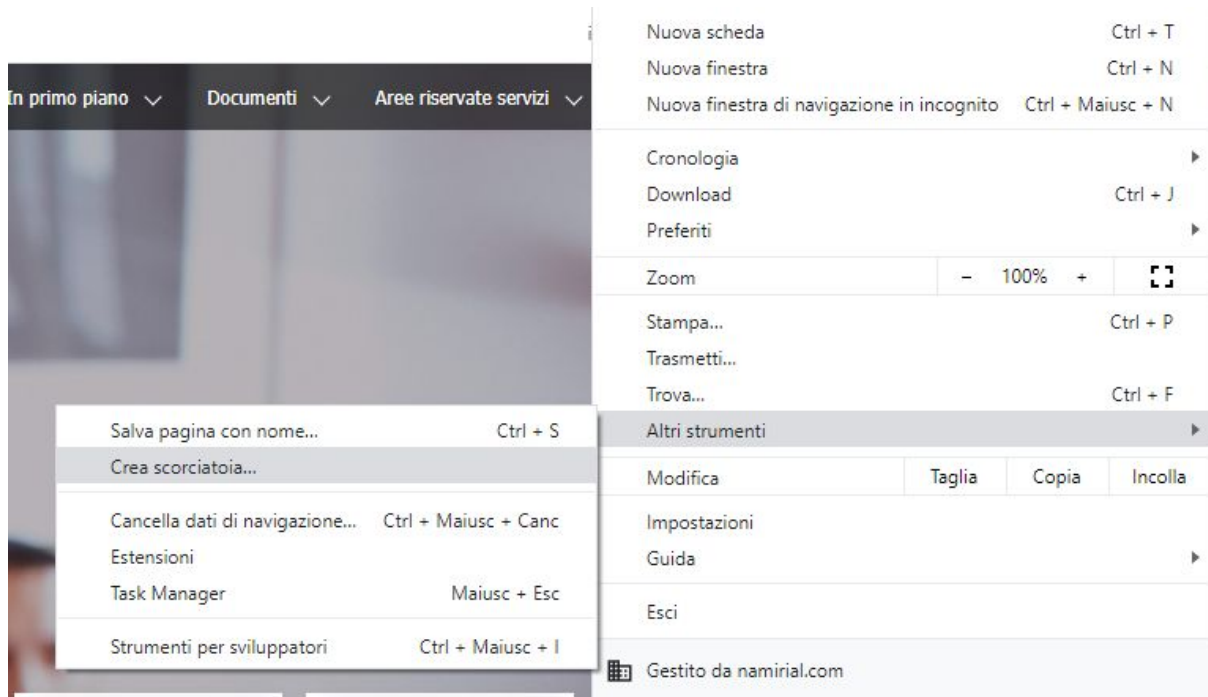 In primo piano
Documenti
Aree riservate servizi
Nuova scheda Ctrl + T
Nuova finestra Ctrl + N
Nuova finestra di navigazione in incognito Ctrl + Maiusc + N
Cronologia
Download Ctrl + J
Preferiti
Zoom - 100% +
Stampa... Ctrl + P
Trasmetti...
Trova... Ctrl + F
Altri strumenti
Modifica Taglia Copia Incolla
Impostazioni
Guida
Esci
Gestito da namirial.com
Salva pagina con nome... Ctrl + S
Crea scorciatoia...
Cancella dati di navigazione... Ctrl + Maiusc + Canc
Estensioni
Task Manager Maiusc + Esc
Strumenti per sviluppatori Ctrl + Maiusc + I